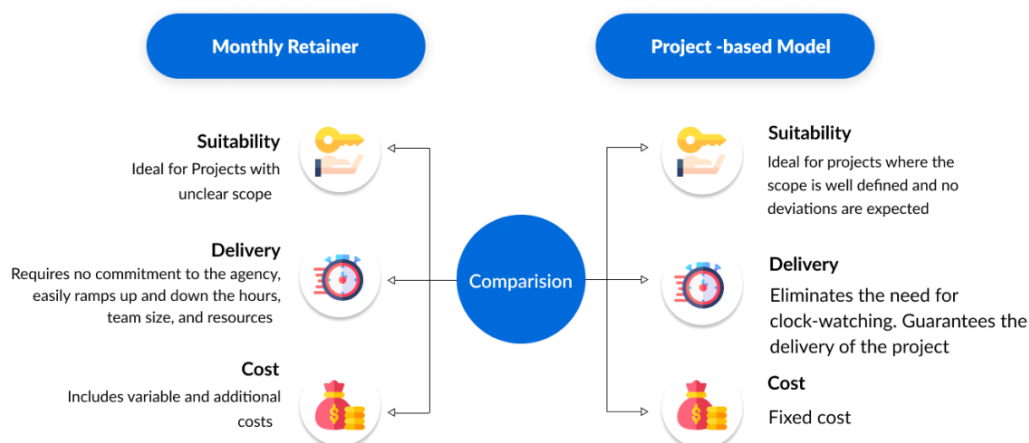 Monthly Retainer
Project -based Model
Suitability
Ideal for Projects with
unclear scope
Delivery
Requires no commitment to the agency,
easily ramps up and down the hours,
team size, and resources
Cost
Includes variable and additional
costs
Comparision
Suitability
Ideal for projects where the
scope is well defined and no
deviations are expected
Delivery
Eliminates the need for
clock-watching. Guarantees the
delivery of the project
Cost
Fixed cost